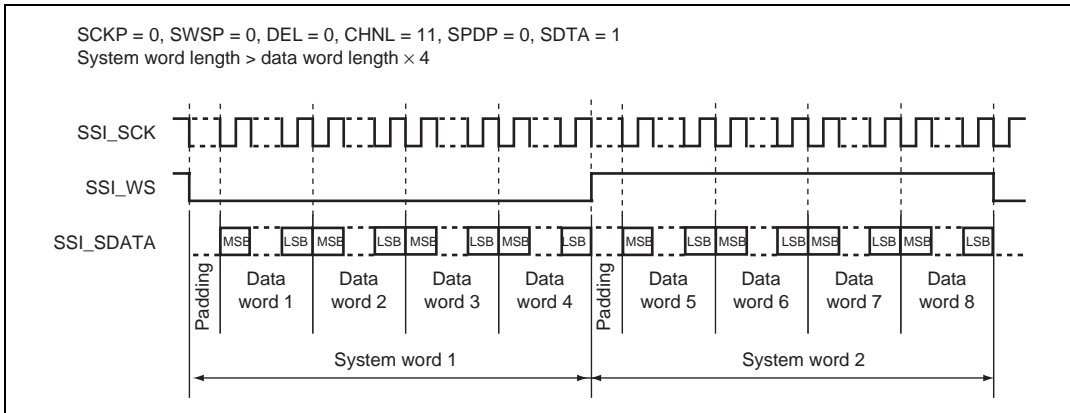 SCKP = 0, SWSP = 0, DEL = 0, CHNL = 11, SPDP = 0, SDTA = 1
System word length > data word length × 4
SSI_SCK
SSI_WS
SSI_SDATA
MSB LSB MSB LSB MSB LSB MSB LSB MSB LSB MSB LSB MSB LSB MSB LSB
Padding
Data word 1
Data word 2
Data word 3
Data word 4
Padding
Data word 5
Data word 6
Data word 7
Data word 8
System word 1
System word 2